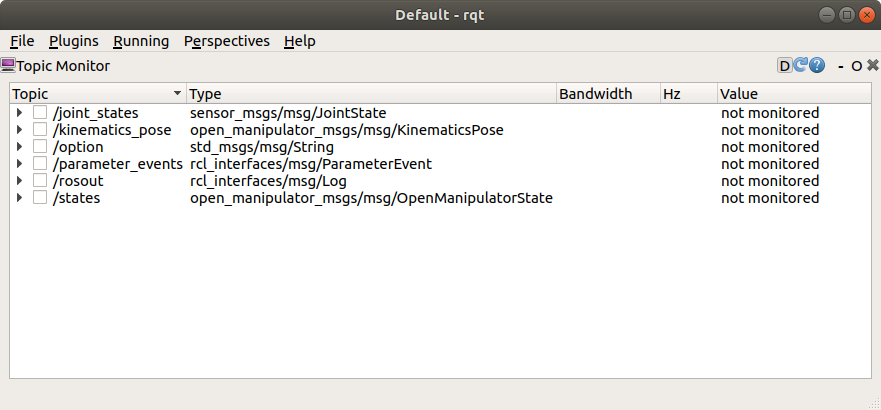 Default - rqt
File Plugins Running Perspectives Help
Topic Monitor D ? - O
Topic Type Bandwidth Hz Value
/joint_states sensor_msgs/msg/JointState not monitored
/kinematics_pose open_manipulator_msgs/msg/KinematicsPose not monitored
/option std_msgs/msg/String not monitored
/parameter_events rcl_interfaces/msg/ParameterEvent not monitored
/rosout rcl_interfaces/msg/Log not monitored
/states open_manipulator_msgs/msg/OpenManipulatorState not monitored